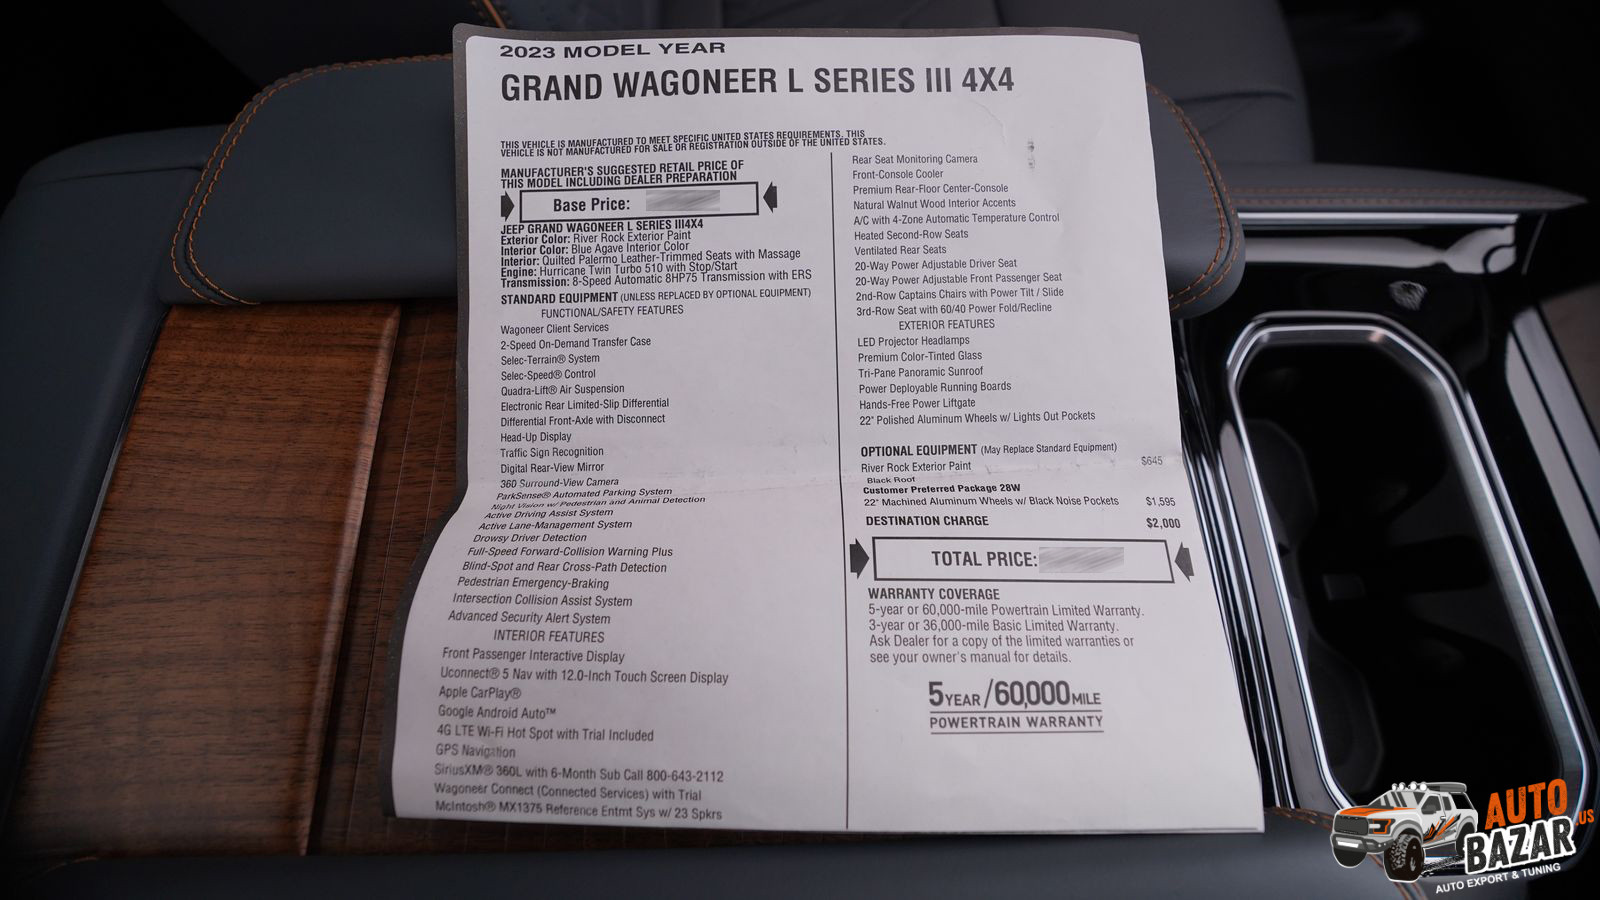 2023 MODEL YEAR
GRAND WAGONEER L SERIES III 4X4
THIS VEHICLE IS MANUFACTURED TO MEET SPECIFIC UNITED STATES REQUIREMENTS. THIS
VEHICLE IS NOT MANUFACTURED FOR SALE OR REGISTRATION OUTSIDE OF THE UNITED STATES.
MANUFACTURER'S SUGGESTED RETAIL PRICE OF
THIS MODEL INCLUDING DEALER PREPARATION
Base Price:
JEEP GRAND WAGONEER L SERIES III4X4
Exterior Color: River Rock Exterior Paint
Interior Color: Blue Agave Interior Color
Interior: Quilted Palermo Leather-Trimmed Seats with Massage
Engine: Hurricane Twin Turbo 510 with Stop/Start
Transmission: 8-Speed Automatic 8HP75 Transmission with ERS
STANDARD EQUIPMENT (UNLESS REPLACED BY OPTIONAL EQUIPMENT)
FUNCTIONAL/SAFETY FEATURES
Wagoneer Client Services
2-Speed On-Demand Transfer Case
Selec-Terrain® System
Selec-Speed® Control
Quadra-Lift® Air Suspension
Electronic Rear Limited-Slip Differential
Differential Front-Axle with Disconnect
Head-Up Display
Traffic Sign Recognition
Digital Rear-View Mirror
360 Surround-View Camera
ParkSense® Automated Parking System
Night Vision w/ Pedestrian and Animal Detection
Active Driving Assist System
Active Lane-Management System
Drowsy Driver Detection
Full-Speed Forward-Collision Warning Plus
Blind-Spot and Rear Cross-Path Detection
Pedestrian Emergency-Braking
Intersection Collision Assist System
Advanced Security Alert System
INTERIOR FEATURES
Front Passenger Interactive Display
Uconnect® 5 Nav with 12.0-Inch Touch Screen Display
Apple CarPlay®
Google Android Auto™
4G LTE Wi-Fi Hot Spot with Trial Included
GPS Navigation
SiriusXM® 360L with 6-Month Sub Call 800-643-2112
Wagoneer Connect (Connected Services) with Trial
McIntosh® MX1375 Reference Entmt Sys w/ 23 Spkrs
Rear Seat Monitoring Camera
Front-Console Cooler
Premium Rear-Floor Center-Console
Natural Walnut Wood Interior Accents
A/C with 4-Zone Automatic Temperature Control
Heated Second-Row Seats
Ventilated Rear Seats
20-Way Power Adjustable Driver Seat
20-Way Power Adjustable Front Passenger Seat
2nd-Row Captains Chairs with Power Tilt / Slide
3rd-Row Seat with 60/40 Power Fold/Recline
EXTERIOR FEATURES
LED Projector Headlamps
Premium Color-Tinted Glass
Tri-Pane Panoramic Sunroof
Power Deployable Running Boards
Hands-Free Power Liftgate
22" Polished Aluminum Wheels w/ Lights Out Pockets
OPTIONAL EQUIPMENT (May Replace Standard Equipment)
River Rock Exterior Paint $645
Black Roof
Customer Preferred Package 28W
22" Machined Aluminum Wheels w/ Black Noise Pockets $1,595
DESTINATION CHARGE $2,000
TOTAL PRICE:
WARRANTY COVERAGE
5-year or 60,000-mile Powertrain Limited Warranty.
3-year or 36,000-mile Basic Limited Warranty.
Ask Dealer for a copy of the limited warranties or
see your owner's manual for details.
5 YEAR / 60,000 MILE
POWERTRAIN WARRANTY
AUTO
BAZAR .US
AUTO EXPORT & TUNING